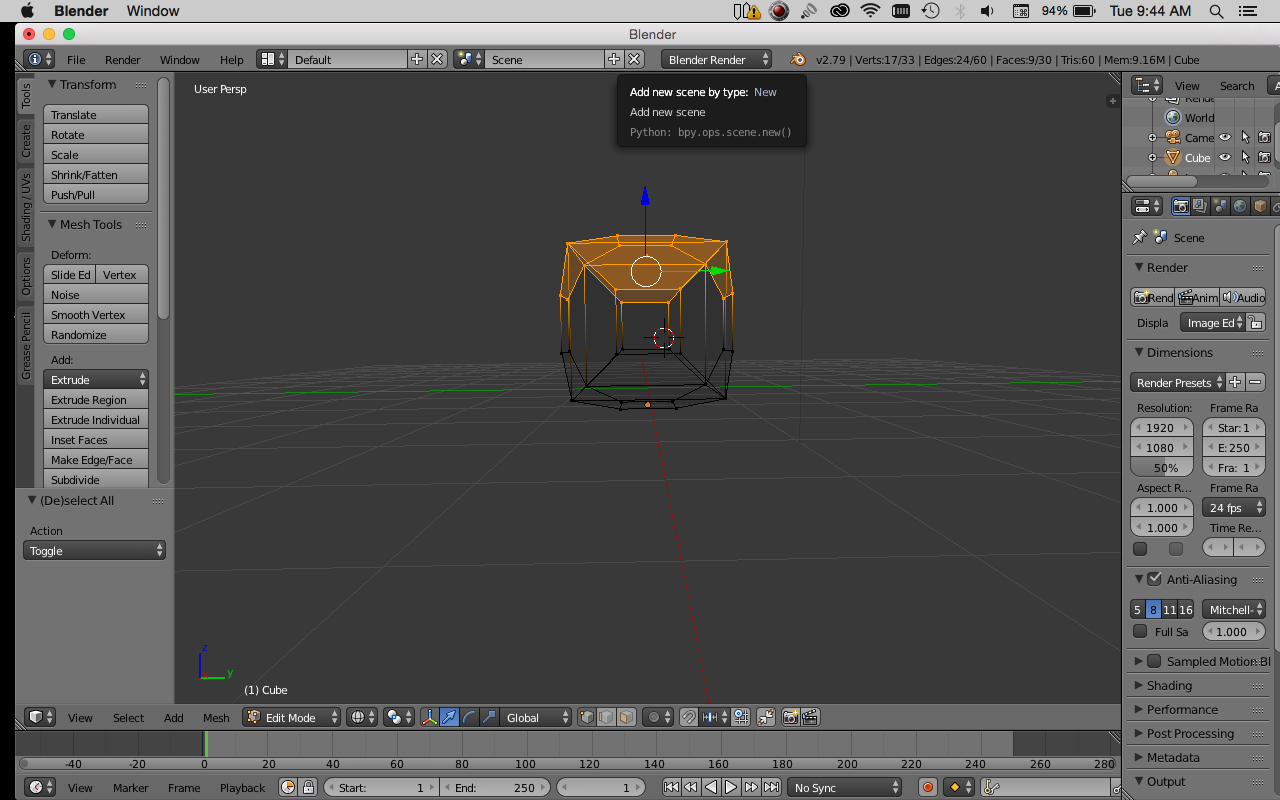 Blender Window 94% Tue 9:44 AM
Blender
File Render Window Help Default Scene Blender Render v2.79 | Verts:17/33 | Edges:24/60 | Faces:9/30 | Tris:60 | Mem:9.16M | Cube
Tools
Create
Shading / UVs
Options
Grease Pencil
Transform
Translate
Rotate
Scale
Shrink/Fatten
Push/Pull
Mesh Tools
Deform:
Slide Ed Vertex
Noise
Smooth Vertex
Randomize
Add:
Extrude
Extrude Region
Extrude Individual
Inset Faces
Make Edge/Face
Subdivide
(De)select All
Action
Toggle
User Persp
Add new scene by type: New
Add new scene
Python: bpy.ops.scene.new()
z
y
(1) Cube
View Select Add Mesh Edit Mode Global
-40 -20 0 20 40 60 80 100 120 140 160 180 200 220 240 260 280
View Marker Frame Playback Start: 1 End: 250 1 No Sync
View Search A
Rende
World
Came
Cube
Scene
Render
Rend Anim Audio
Displa Image Ed
Dimensions
Render Presets
Resolution: Frame Ra
1920 Star: 1
1080 E: 250
50% Fra: 1
Aspect R... Frame Ra
1.000 24 fps
1.000 Time Re...
Anti-Aliasing
5 8 11 16 Mitchell-
Full Sa 1.000
Sampled Motion Bl
Shading
Performance
Post Processing
Metadata
Output